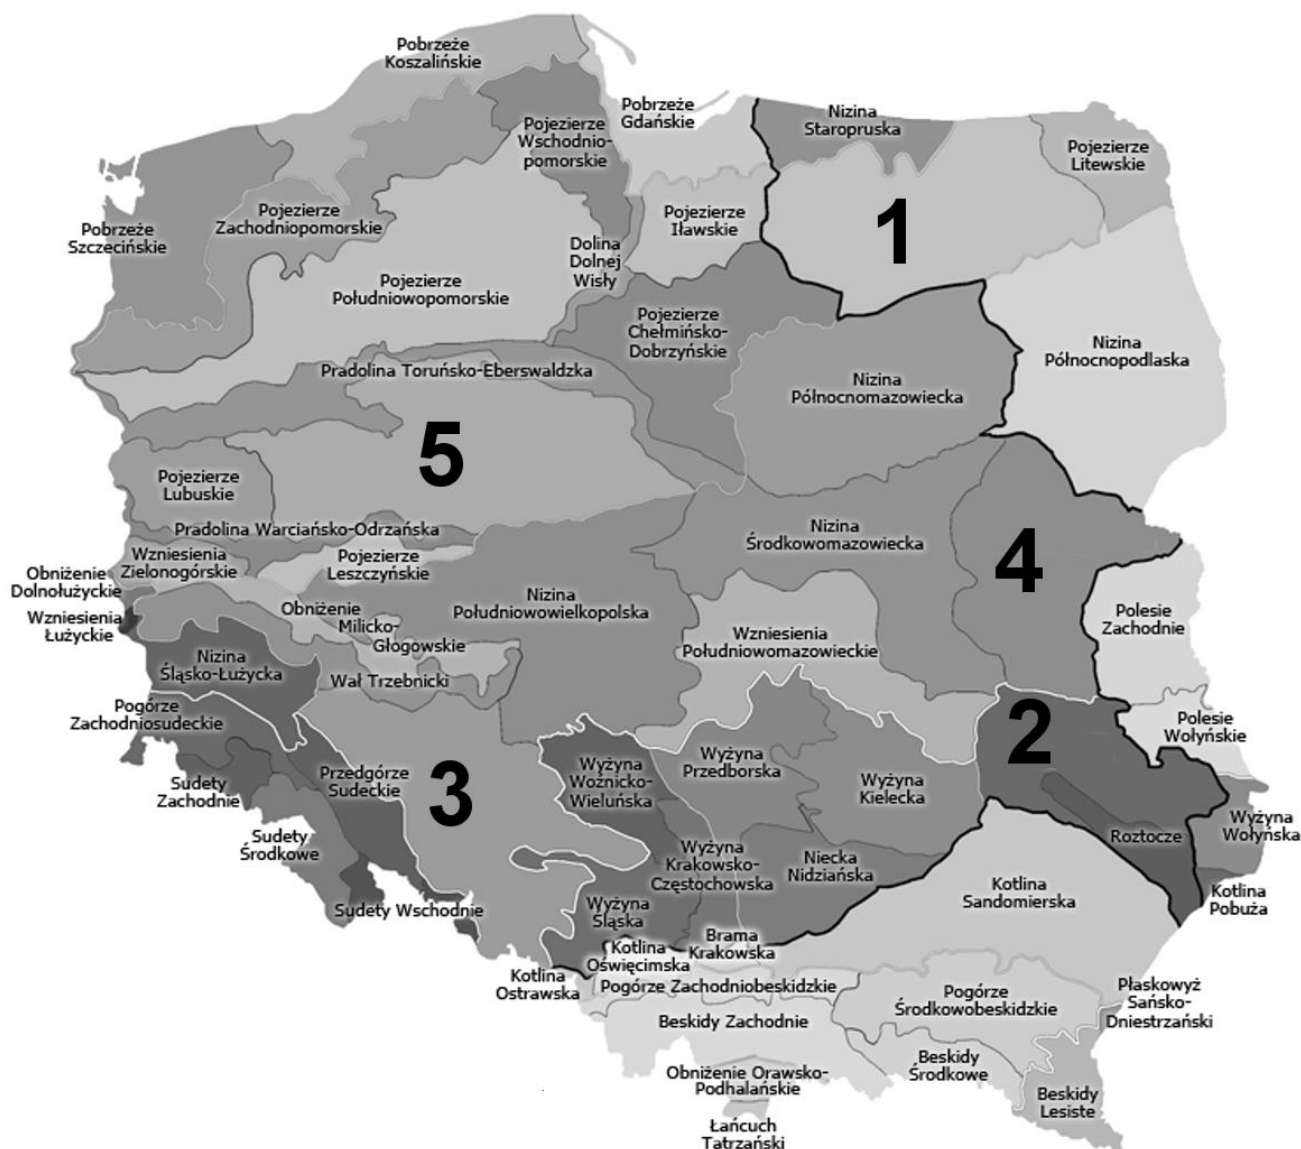 Pobrzeże
Koszalińskie
Pobrzeże
Gdańskie
Nizina
Staropruska
Pojezierze
Wschodnio-
pomorskie
Pojezierze
Litewskie
Pobrzeże
Szczecińskie
Pojezierze
Zachodniopomorskie
Pojezierze
Iławskie
1
Dolina
Dolnej
Wisły
Pojezierze
Południowopomorskie
Pojezierze
Chełmińsko-
Dobrzyńskie
Nizina
Północnopodlaska
Pradolina Toruńsko-Eberswaldzka
Nizina
Północnomazowiecka
5
Pojezierze
Lubuskie
Pradolina Warciańsko-Odrzańska
Nizina
Środkowomazowiecka
4
Wzniesienia
Zielonogórskie
Pojezierze
Leszczyńskie
Obniżenie
Dolnołużyckie
Wzniesienia
Łużyckie
Obniżenie
Milicko-
Głogowskie
Nizina
Południowowielkopolska
Polesie
Zachodnie
Wzniesienia
Południowomazowieckie
Nizina
Śląsko-Łużycka
Wał Trzebnicki
Pogórze
Zachodniosudeckie
2
Polesie
Wołyńskie
Sudety
Zachodnie
Przedgórze
Sudeckie
3
Wyżyna
Woźnicko-
Wieluńska
Wyżyna
Przedborska
Wyżyna
Kielecka
Sudety
Środkowe
Roztocze
Wyżyna
Wołyńska
Wyżyna
Krakowsko-
Częstochowska
Niecka
Nidziańska
Sudety Wschodnie
Wyżyna
Śląska
Kotlina
Sandomierska
Kotlina
Pobuża
Brama
Krakowska
Kotlina
Oświęcimska
Kotlina
Ostrawska
Pogórze Zachodniobeskidzkie
Pogórze
Środkowobeskidzkie
Płaskowyż
Sańsko-
Dniestrzański
Beskidy Zachodnie
Beskidy
Środkowe
Obniżenie Orawsko-
Podhalańskie
Beskidy
Lesiste
Łańcuch
Tatrzański